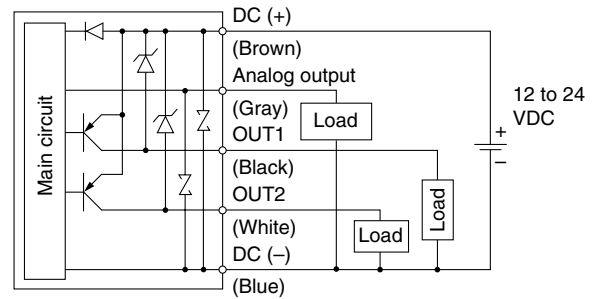 DC (+)
(Brown)
Analog output
(Gray)
OUT1
(Black)
OUT2
(White)
DC (–)
(Blue)
Main circuit
Load
Load
Load
12 to 24
VDC
+
–